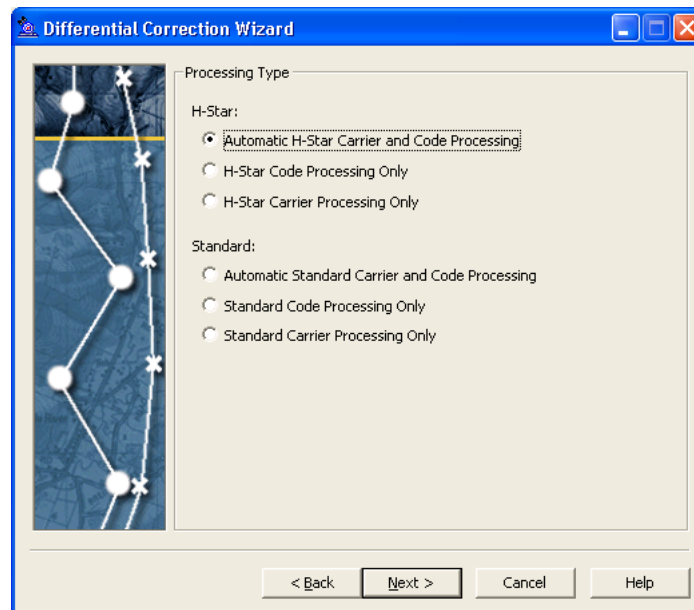 Differential Correction Wizard
Processing Type
H-Star:
Automatic H-Star Carrier and Code Processing
H-Star Code Processing Only
H-Star Carrier Processing Only
Standard:
Automatic Standard Carrier and Code Processing
Standard Code Processing Only
Standard Carrier Processing Only
< Back Next > Cancel Help